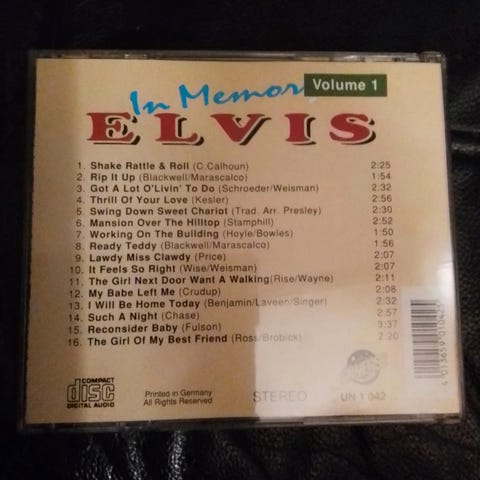 In Memor
Volume 1
ELVIS
1. Shake Rattle & Roll (C.Calhoun) 2:25
2. Rip It Up (Blackwell/Marascalco) 1:54
3. Got A Lot O'Livin' To Do (Schroeder/Weisman) 2:32
4. Thrill Of Your Love (Kesler) 2:56
5. Swing Down Sweet Chariot (Trad. Arr. Presley) 2:30
6. Mansion Over The Hilltop (Stamphill) 2:52
7. Working On The Building (Hoyle/Bowles) 1:50
8. Ready Teddy (Blackwell/Marascalco) 1:56
9. Lawdy Miss Clawdy (Price) 2:07
10. It Feels So Right (Wise/Weisman) 2:07
11. The Girl Next Door Want A Walking(Rise/Wayne) 2:11
12. My Babe Left Me (Crudup) 2:08
13. I Will Be Home Today (Benjamin/Laveen/Singer) 2:32
14. Such A Night (Chase) 2:57
15. Reconsider Baby (Fulson) 3:37
16. The Girl Of My Best Friend (Ross/Brobick) 2:20
COMPACT
disc
DIGITAL AUDIO
Printed in Germany
All Rights Reserved
STEREO
UN 1 042
4 013659 010425